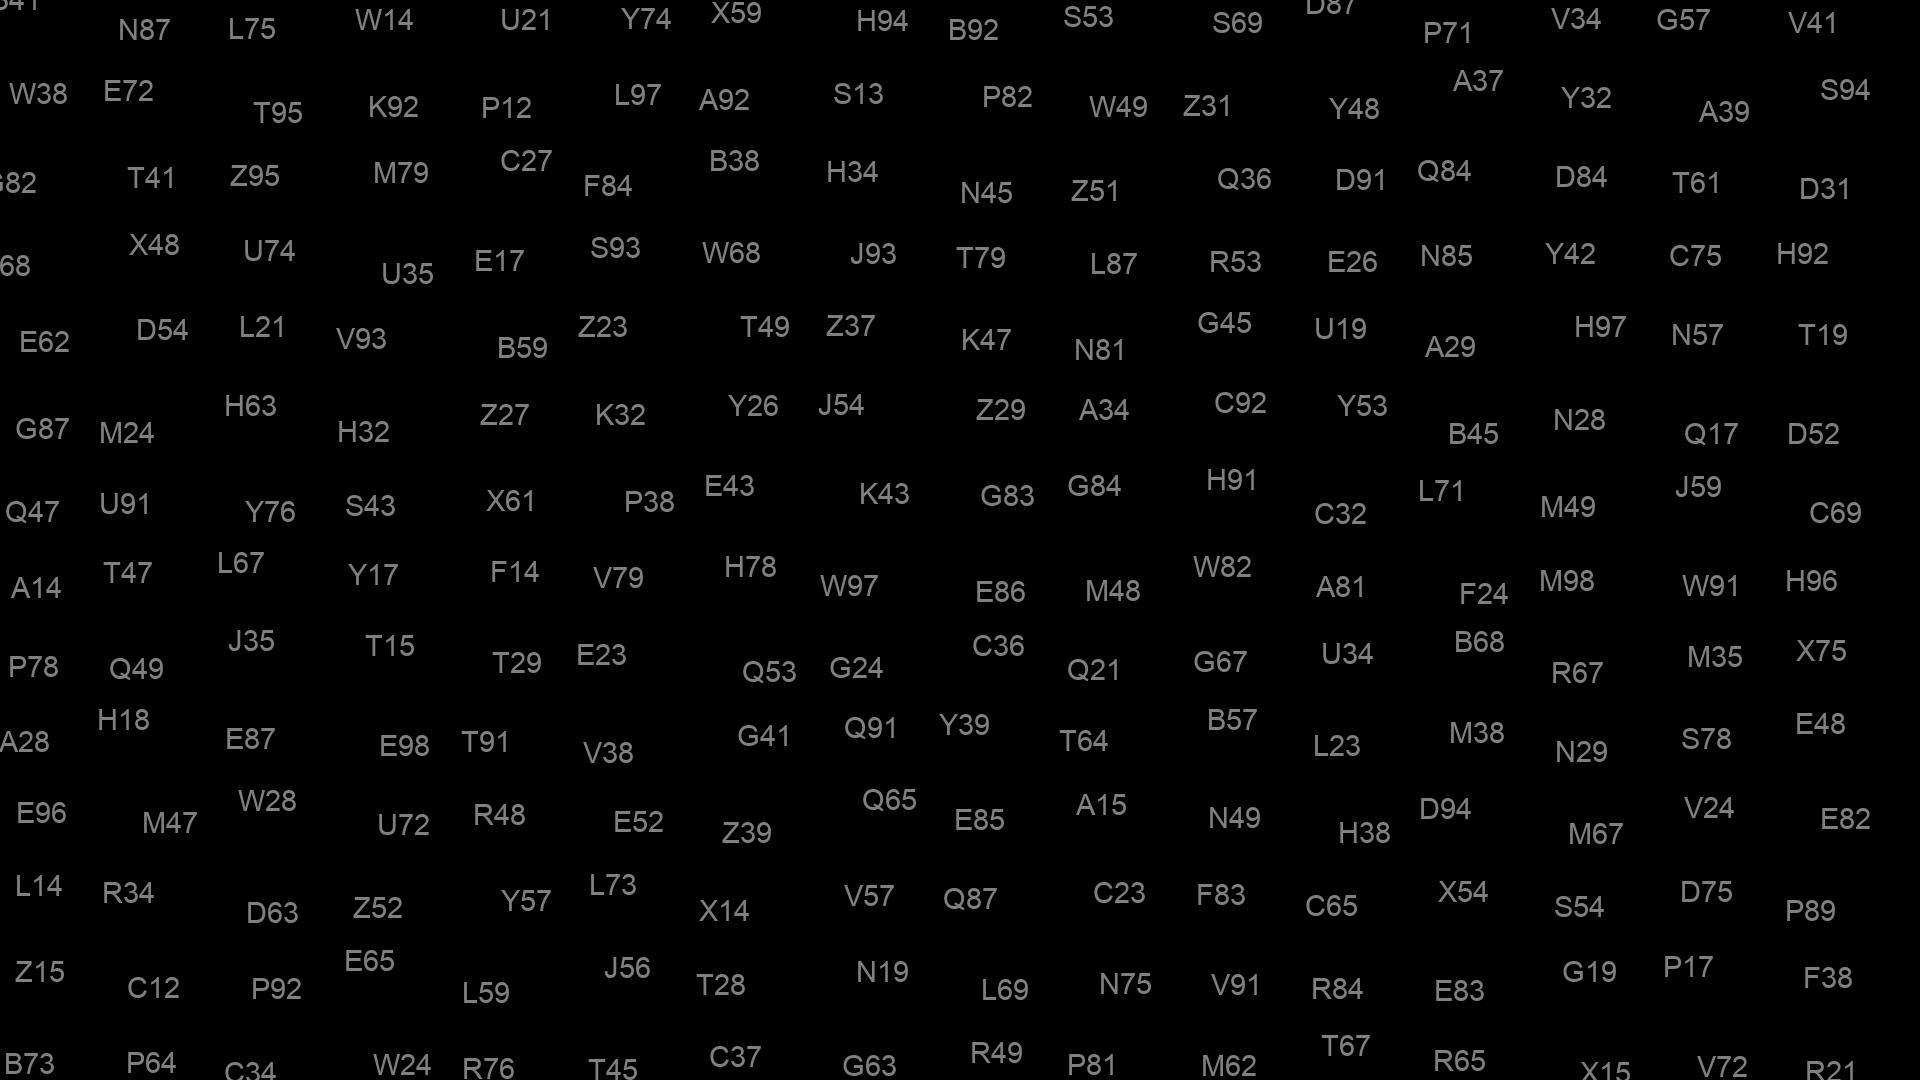 N87 L75 W14 U21 Y74 X59 H94 B92 S53 S69 D87 P71 V34 G57 V41
W38 E72 T95 K92 P12 L97 A92 S13 P82 W49 Z31 Y48 A37 Y32 A39 S94
T41 Z95 M79 C27 F84 B38 H34 N45 Z51 Q36 D91 Q84 D84 T61 D31
X48 U74 U35 E17 S93 W68 J93 T79 L87 R53 E26 N85 Y42 C75 H92
E62 D54 L21 V93 B59 Z23 T49 Z37 K47 N81 G45 U19 A29 H97 N57 T19
G87 M24 H63 H32 Z27 K32 Y26 J54 Z29 A34 C92 Y53 B45 N28 Q17 D52
Q47 U91 Y76 S43 X61 P38 E43 K43 G83 G84 H91 C32 L71 M49 J59 C69
A14 T47 L67 Y17 F14 V79 H78 W97 E86 M48 W82 A81 F24 M98 W91 H96
P78 Q49 J35 T15 T29 E23 Q53 G24 C36 Q21 G67 U34 B68 R67 M35 X75
A28 H18 E87 E98 T91 V38 G41 Q91 Y39 T64 B57 L23 M38 N29 S78 E48
E96 M47 W28 U72 R48 E52 Z39 Q65 E85 A15 N49 H38 D94 M67 V24 E82
L14 R34 D63 Z52 Y57 L73 X14 V57 Q87 C23 F83 C65 X54 S54 D75 P89
Z15 C12 P92 E65 L59 J56 T28 N19 L69 N75 V91 R84 E83 G19 P17 F38
B73 P64 C34 W24 R76 T45 C37 G63 R49 P81 M62 T67 R65 X15 V72 R21